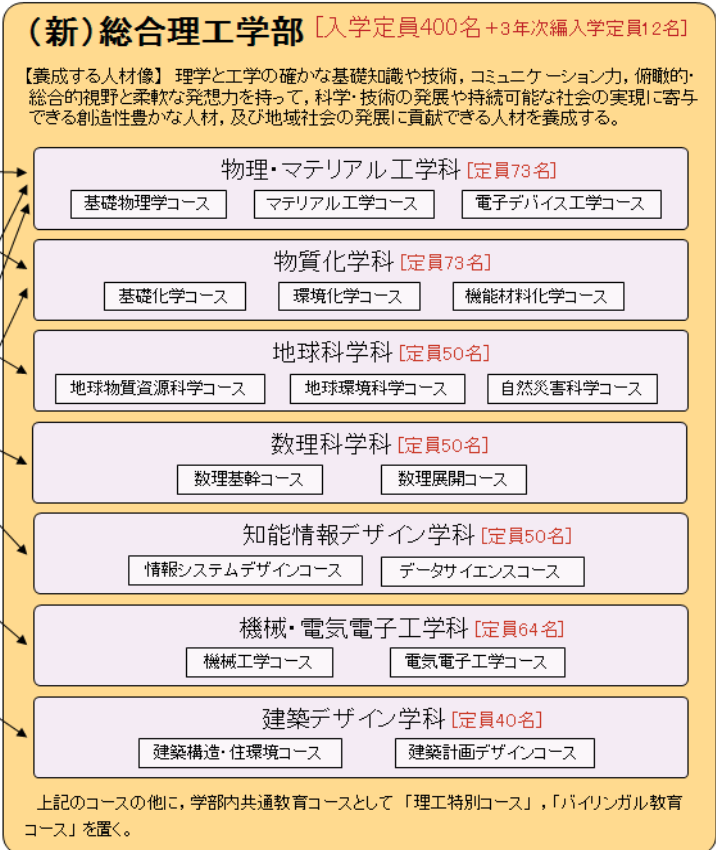 （新）総合理工学部 [入学定員400名+3年次編入学定員12名]
【養成する人材像】 理学と工学の確かな基礎知識や技術，コミュニケーション力，俯瞰的・
総合的視野と柔軟な発想力を持って，科学・技術の発展や持続可能な社会の実現に寄与
できる創造性豊かな人材，及び地域社会の発展に貢献できる人材を養成する。
物理・マテリアル工学科 [定員73名]
基礎物理学コース マテリアル工学コース 電子デバイス工学コース
物質化学科 [定員73名]
基礎化学コース 環境化学コース 機能材料化学コース
地球科学科 [定員50名]
地球物質資源科学コース 地球環境科学コース 自然災害科学コース
数理科学科 [定員50名]
数理基幹コース 数理展開コース
知能情報デザイン学科 [定員50名]
情報システムデザインコース データサイエンスコース
機械・電気電子工学科 [定員64名]
機械工学コース 電気電子工学コース
建築デザイン学科 [定員40名]
建築構造・住環境コース 建築計画デザインコース
上記のコースの他に，学部内共通教育コースとして 「理工特別コース」，「バイリンガル教育
コース」を置く。